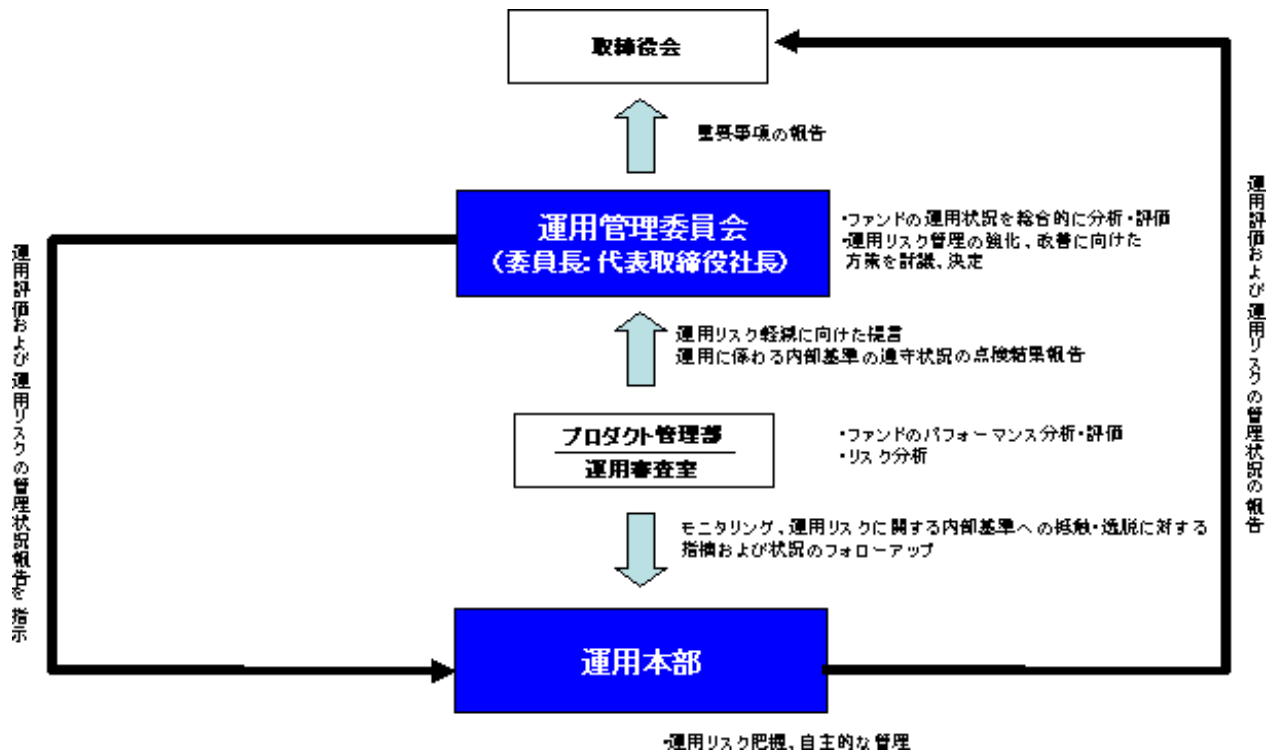 取締役会
重要事項の報告
運用管理委員会
（委員長：代表取締役社長）
・ファンドの運用状況を総合的に分析・評価
・運用リスク管理の強化、改善に向けた
方策を討議、決定
運用リスク軽減に向けた提言
運用に係わる内部基準の遵守状況の点検結果報告
プロダクト管理部
運用審査室
・ファンドのパフォーマンス分析・評価
・リスク分析
モニタリング、運用リスクに関する内部基準への抵触・逸脱に対する
指摘および状況のフォローアップ
運用本部
・運用リスク把握、自主的な管理
運用評価および運用リスクの管理状況報告を指示
運用評価および運用リスクの管理状況の報告